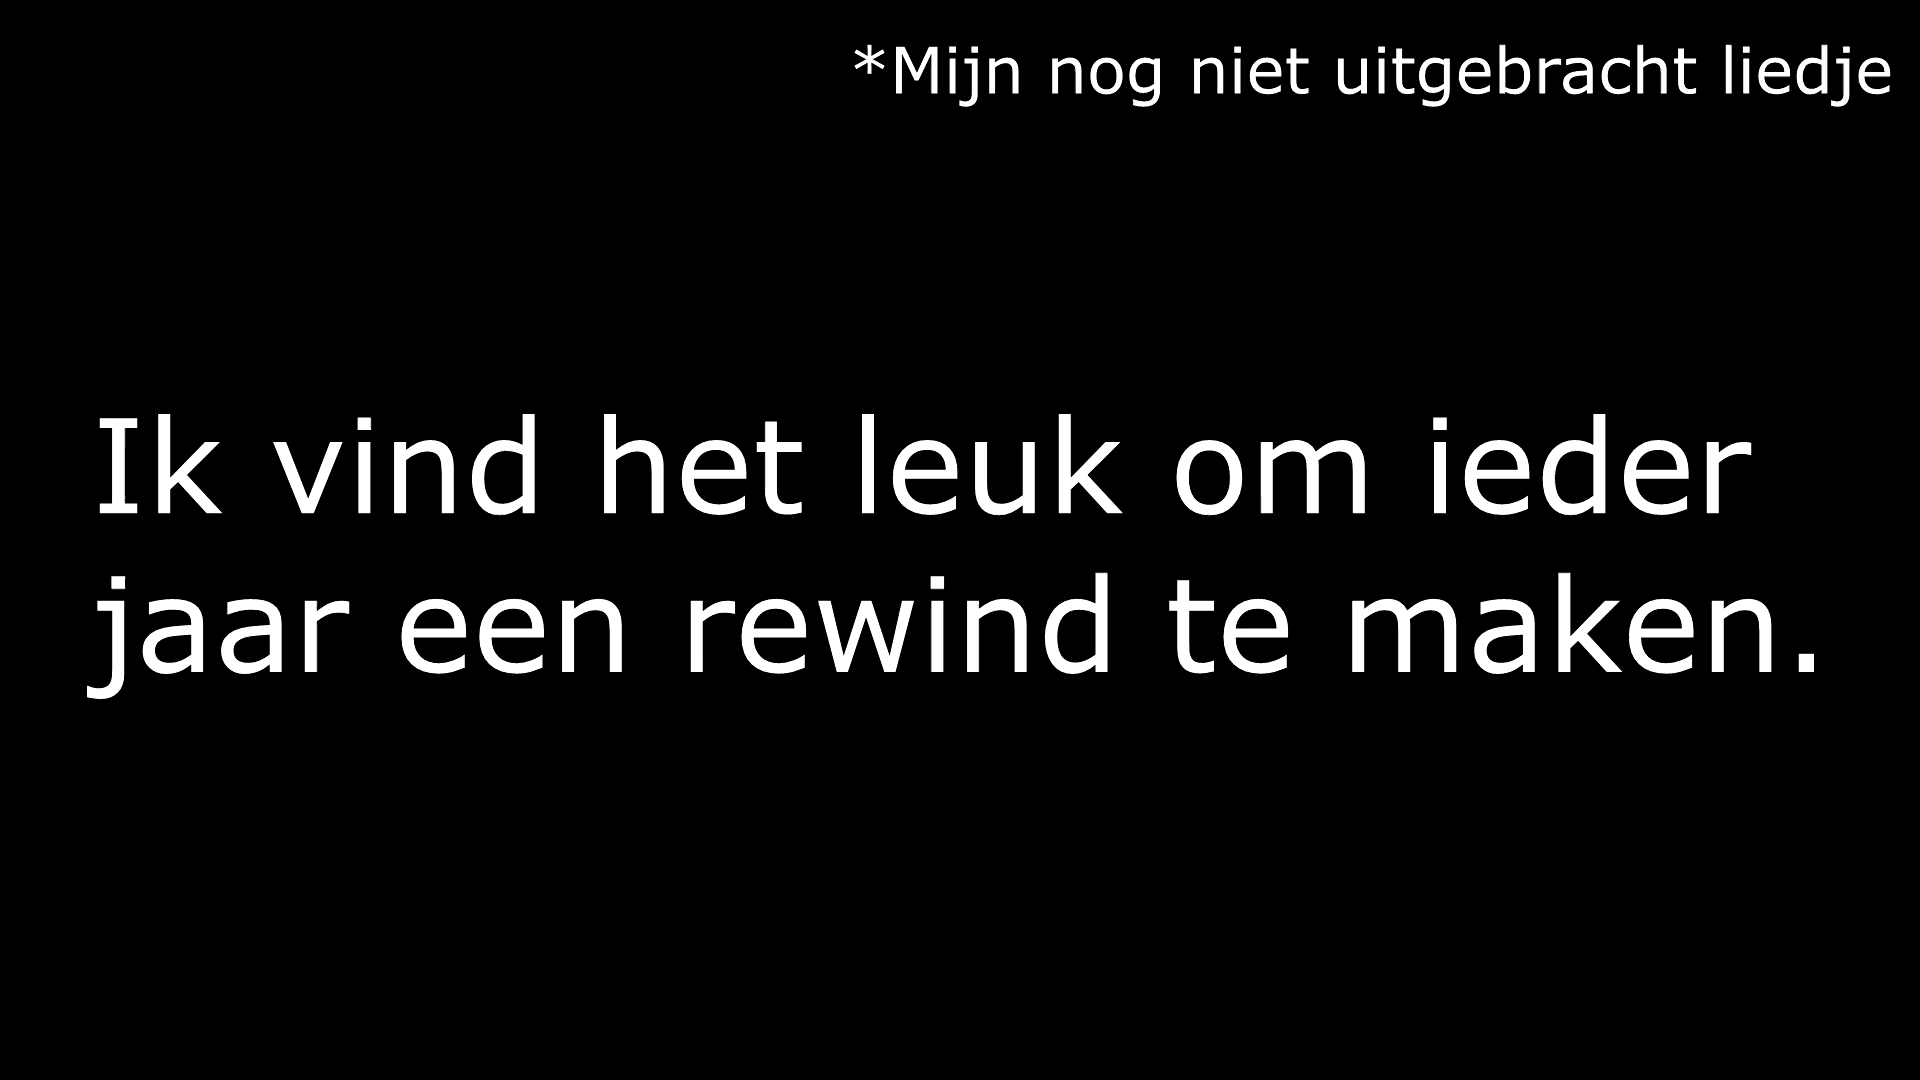 *Mijn nog niet uitgebracht liedje
Ik vind het leuk om ieder
jaar een rewind te maken.